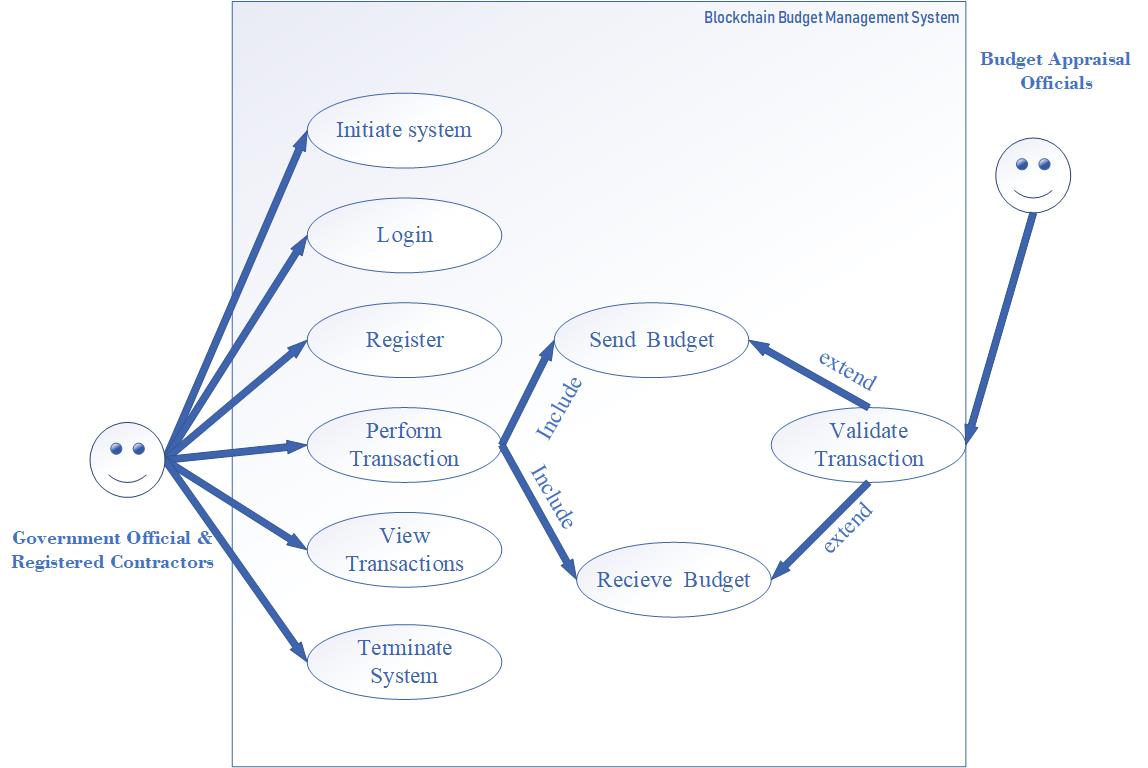 Blockchain Budget Management System
Budget Appraisal
Officials
Initiate system
Login
Register
Send  Budget
extend
Include
Perform
Transaction
Validate
Transaction
Include
extend
Government Official &
Registered Contractors
View
Transactions
Recieve  Budget
Terminate
System